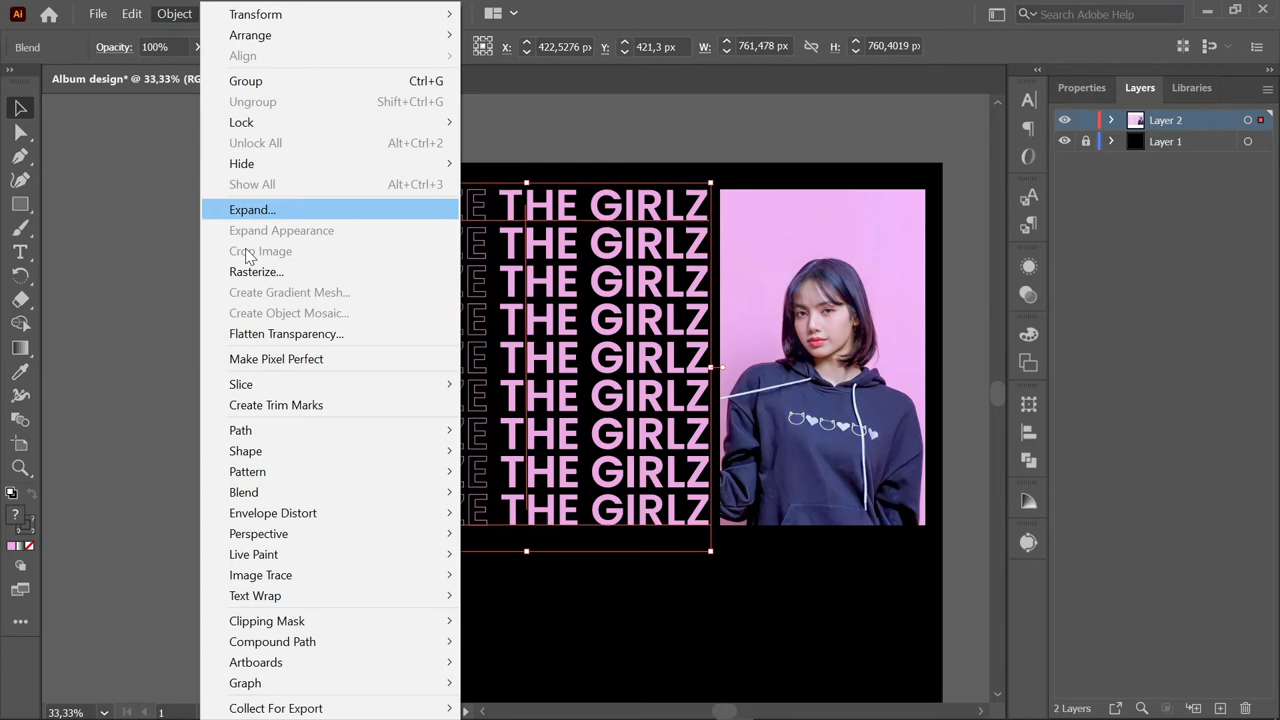 Ai File Edit Object Search Adobe Help
Blend Opacity: 100% X: 422,5276 p Y: 421,3 px W: 761,478 px H: 760,4019 p
Album design* @ 33,33% (RG
Transform
Arrange
Align
Group Ctrl+G
Ungroup Shift+Ctrl+G
Lock
Unlock All Alt+Ctrl+2
Hide
Show All Alt+Ctrl+3
Expand...
Expand Appearance
Crop Image
Rasterize...
Create Gradient Mesh...
Create Object Mosaic...
Flatten Transparency...
Make Pixel Perfect
Slice
Create Trim Marks
Path
Shape
Pattern
Blend
Envelope Distort
Perspective
Live Paint
Image Trace
Text Wrap
Clipping Mask
Compound Path
Artboards
Graph
Collect For Export
E THE GIRLZ
E THE GIRLZ
E THE GIRLZ
E THE GIRLZ
E THE GIRLZ
E THE GIRLZ
E THE GIRLZ
E THE GIRLZ
E THE GIRLZ
Properties Layers Libraries
Layer 2
Layer 1
33,33% 1
2 Layers